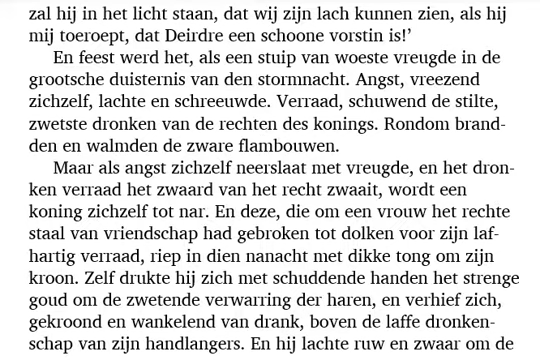 zal hij in het licht staan, dat wij zijn lach kunnen zien, als hij
mij toeroept, dat Deirdre een schoone vorstin is!’
En feest werd het, als een stuip van woeste vreugde in de
grootsche duisternis van den stormnacht. Angst, vreezend
zichzelf, lachte en schreeuwde. Verraad, schuwend de stilte,
zwetste dronken van de rechten des konings. Rondom brand-
den en walmden de zware flambouwen.
Maar als angst zichzelf neerslaat met vreugde, en het dron-
ken verraad het zwaard van het recht zwaait, wordt een
koning zichzelf tot nar. En deze, die om een vrouw het rechte
staal van vriendschap had gebroken tot dolken voor zijn laf-
hartig verraad, riep in dien nanacht met dikke tong om zijn
kroon. Zelf drukte hij zich met schuddende handen het strenge
goud om de zwetende verwarring der haren, en verhief zich,
gekroond en wankelend van drank, boven de laffe dronken-
schap van zijn handlangers. En hij lachte ruw en zwaar om de